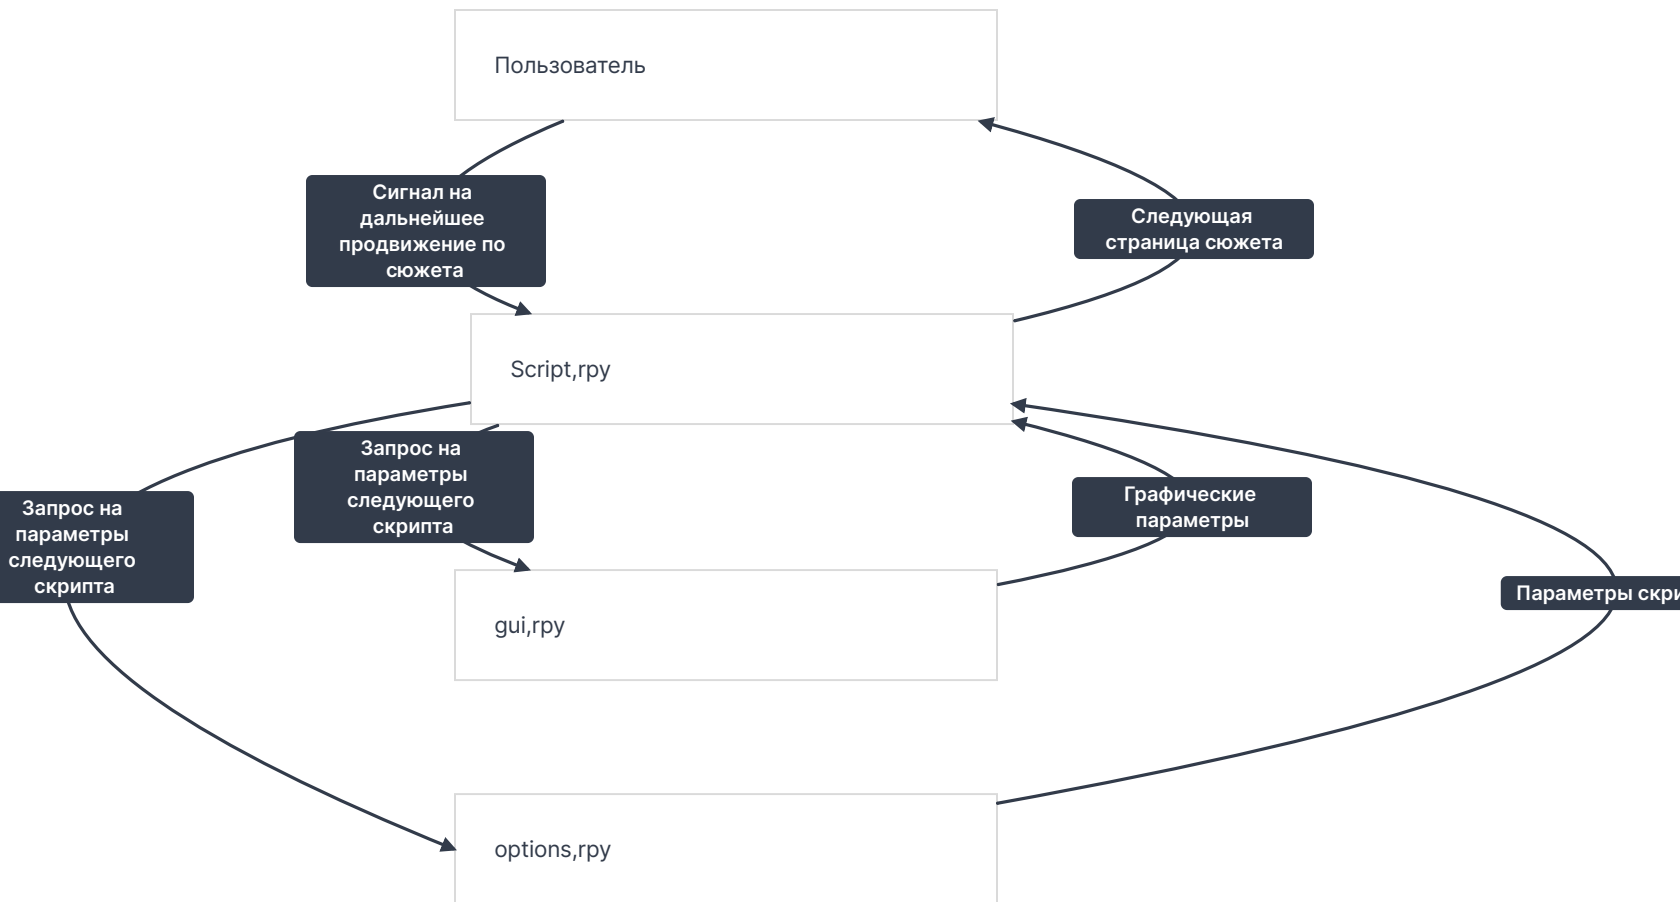 Пользователь
Сигнал на
дальнейшее
продвижение по
сюжета
Следующая
страница сюжета
Script,rpy
Запрос на
параметры
следующего
скрипта
Графические
параметры
Запрос на
параметры
следующего
скрипта
Параметры
gui,rpy
options,rpy